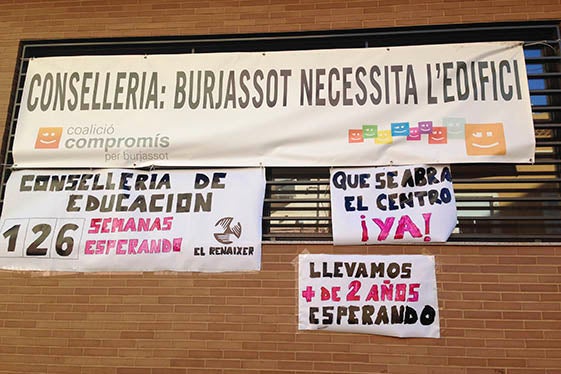 CONSELLERIA: BURJASSOT NECESSITA L'EDIFICI
coalició
compromís
per burjassot
CONSELLERIA DE
EDUCACION
126 SEMANAS
ESPERANDO
EL RENAIXER
QUE SE ABRA
EL CENTRO
¡YA!
LLEVAMOS
+ DE 2 AÑOS
ESPERANDO